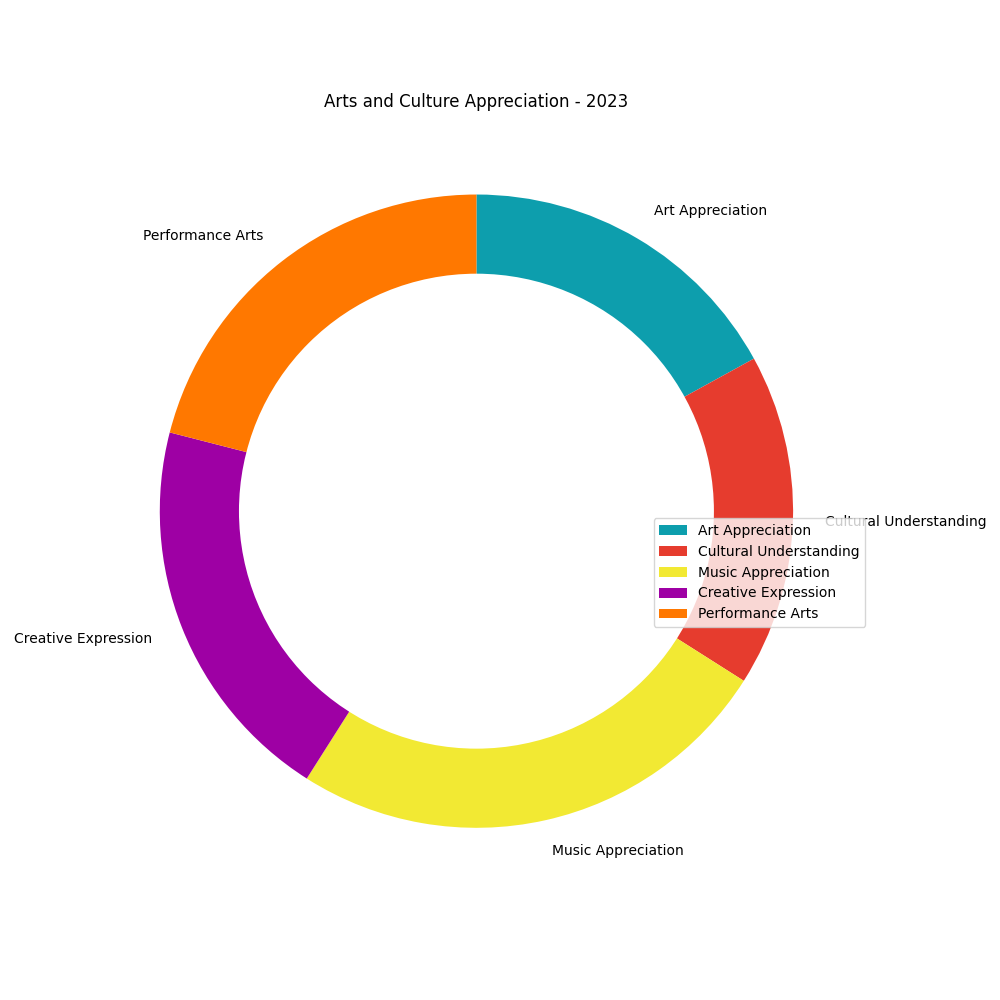 Arts and Culture Appreciation - 2023
Art Appreciation
Performance Arts
Cultural Understanding
Art Appreciation
Cultural Understanding
Music Appreciation
Creative Expression
Performance Arts
Creative Expression
Music Appreciation